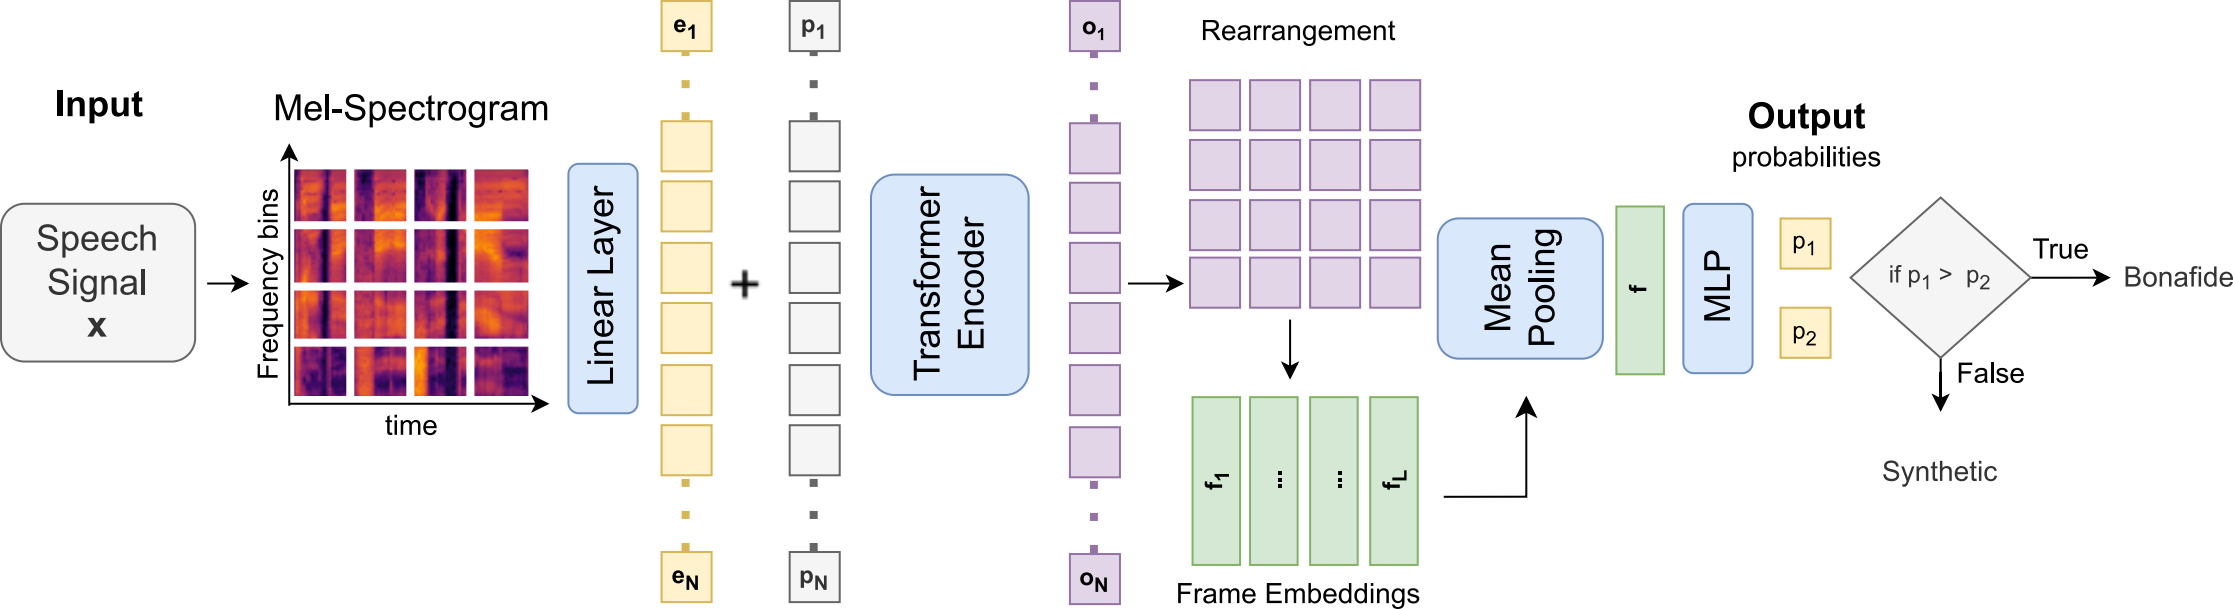 Input
Speech
Signal
x
Mel-Spectrogram
Frequency bins
time
Linear Layer
e1
eN
+
p1
pN
Transformer
Encoder
o1
oN
Rearrangement
f1
...
...
fL
Frame Embeddings
Mean
Pooling
f
MLP
Output
probabilities
p1
p2
if p1 > p2
True
Bonafide
False
Synthetic